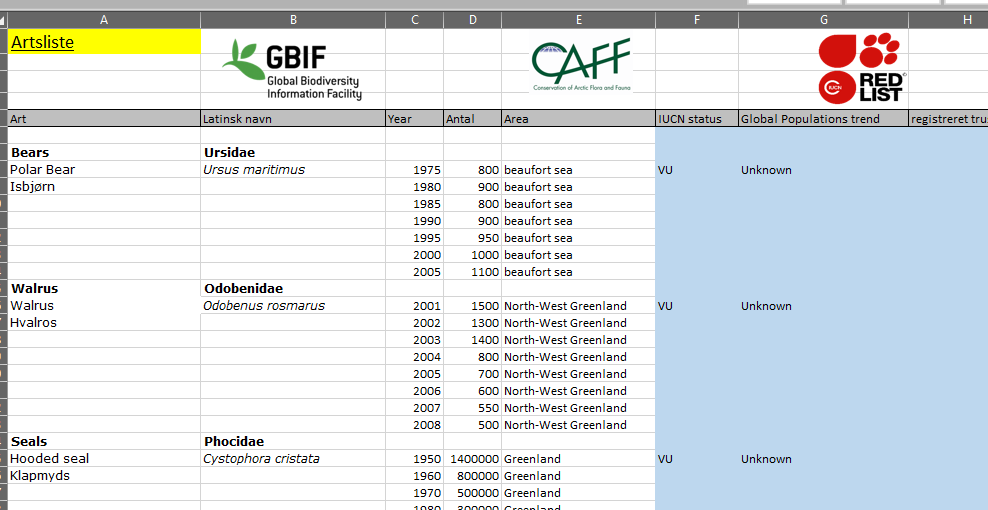 A B C D E F G H
Artsliste
GBIF
Global Biodiversity
Information Facility
CAFF
Conservation of Arctic Flora and Fauna
IUCN
RED
LIST
Art Latinsk navn Year Antal Area IUCN status Global Populations trend registreret
Bears Ursidae
Polar Bear Ursus maritimus 1975 800 beaufort sea VU Unknown
Isbjørn 1980 900 beaufort sea
1985 800 beaufort sea
1990 900 beaufort sea
1995 950 beaufort sea
2000 1000 beaufort sea
2005 1100 beaufort sea
Walrus Odobenidae
Walrus Odobenus rosmarus 2001 1500 North-West Greenland VU Unknown
Hvalros 2002 1300 North-West Greenland
2003 1400 North-West Greenland
2004 800 North-West Greenland
2005 700 North-West Greenland
2006 600 North-West Greenland
2007 550 North-West Greenland
2008 500 North-West Greenland
Seals Phocidae
Hooded seal Cystophora cristata 1950 1400000 Greenland VU Unknown
Klapmyds 1960 800000 Greenland
1970 500000 Greenland
1980 300000 Greenland